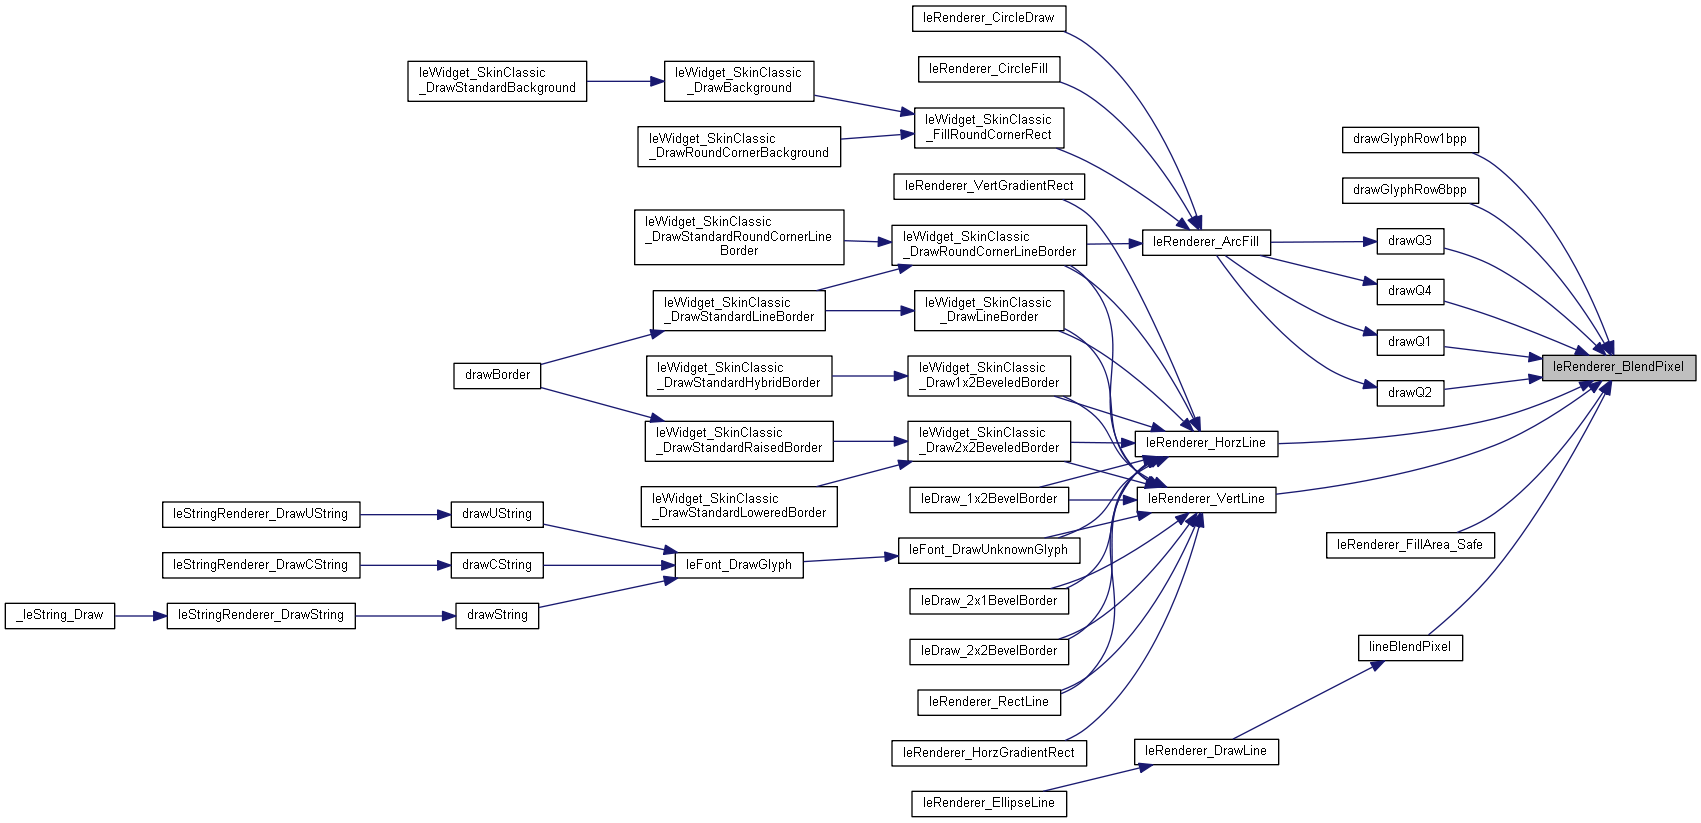 leRenderer_CircleDraw
leRenderer_CircleFill
leWidget_SkinClassic
_DrawStandardBackground
leWidget_SkinClassic
_DrawBackground
leWidget_SkinClassic
_FillRoundCornerRect
leWidget_SkinClassic
_DrawRoundCornerBackground
drawGlyphRow1bpp
leRenderer_VertGradientRect
drawGlyphRow8bpp
leWidget_SkinClassic
_DrawStandardRoundCornerLine
Border
leWidget_SkinClassic
_DrawRoundCornerLineBorder
leRenderer_ArcFill
drawQ3
drawQ4
leWidget_SkinClassic
_DrawStandardLineBorder
leWidget_SkinClassic
_DrawLineBorder
drawQ1
leRenderer_BlendPixel
drawBorder
leWidget_SkinClassic
_DrawStandardHybridBorder
leWidget_SkinClassic
_Draw1x2BeveledBorder
drawQ2
leWidget_SkinClassic
_DrawStandardRaisedBorder
leWidget_SkinClassic
_Draw2x2BeveledBorder
leRenderer_HorzLine
leWidget_SkinClassic
_DrawStandardLoweredBorder
leDraw_1x2BevelBorder
leRenderer_VertLine
leStringRenderer_DrawUString
drawUString
leRenderer_FillArea_Safe
leFont_DrawUnknownGlyph
leStringRenderer_DrawCString
drawCString
leFont_DrawGlyph
leDraw_2x1BevelBorder
_leString_Draw
leStringRenderer_DrawString
drawString
leDraw_2x2BevelBorder
lineBlendPixel
leRenderer_RectLine
leRenderer_HorzGradientRect
leRenderer_DrawLine
leRenderer_EllipseLine